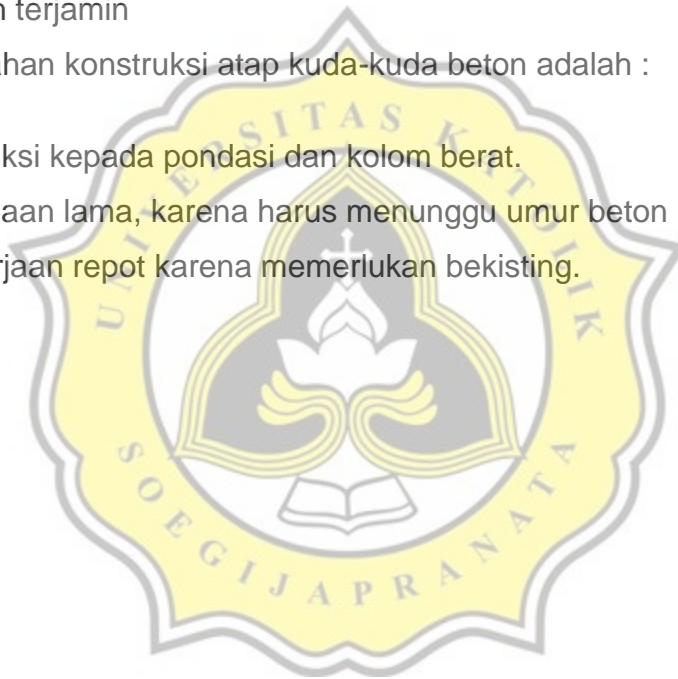 n terjamin
ahan konstruksi atap kuda-kuda beton adalah :
ksi kepada pondasi dan kolom berat.
aan lama, karena harus menunggu umur beton
rjaan repot karena memerlukan bekisting.
UNIVERSITAS KATOLIK
SOEGIJAPRANATA